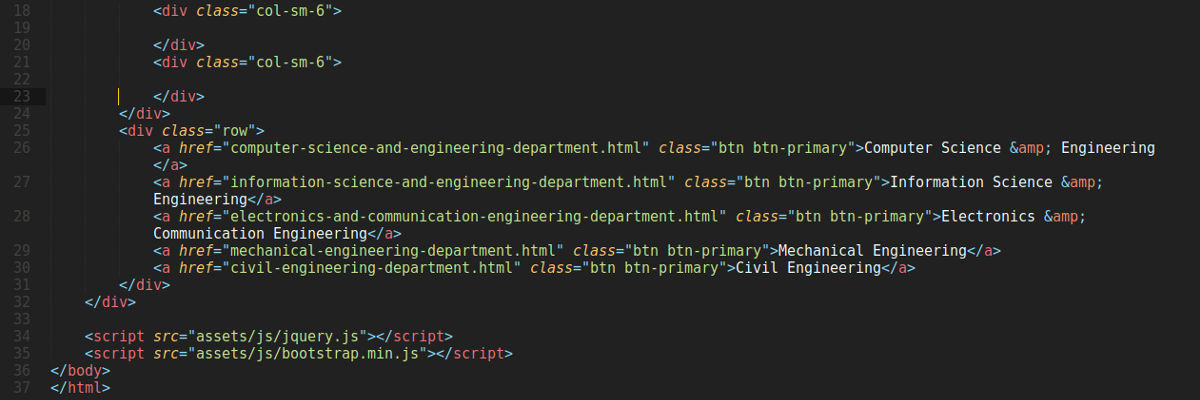 18 <div class="col-sm-6">
19
20 </div>
21 <div class="col-sm-6">
22
23 </div>
24 </div>
25 <div class="row">
26 <a href="computer-science-and-engineering-department.html" class="btn btn-primary">Computer Science &amp; Engineering
</a>
27 <a href="information-science-and-engineering-department.html" class="btn btn-primary">Information Science &amp;
Engineering</a>
28 <a href="electronics-and-communication-engineering-department.html" class="btn btn-primary">Electronics &amp;
Communication Engineering</a>
29 <a href="mechanical-engineering-department.html" class="btn btn-primary">Mechanical Engineering</a>
30 <a href="civil-engineering-department.html" class="btn btn-primary">Civil Engineering</a>
31 </div>
32 </div>
33
34 <script src="assets/js/jquery.js"></script>
35 <script src="assets/js/bootstrap.min.js"></script>
36 </body>
37 </html>